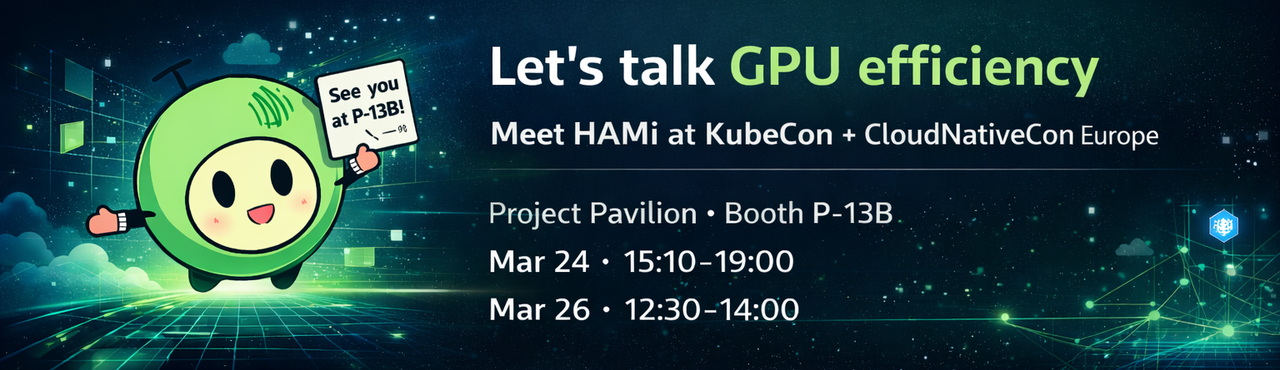 See you
at P-13B!
Let's talk GPU efficiency
Meet HAMi at KubeCon + CloudNativeCon Europe
Project Pavilion • Booth P-13B
Mar 24 • 15:10–19:00
Mar 26 • 12:30–14:00